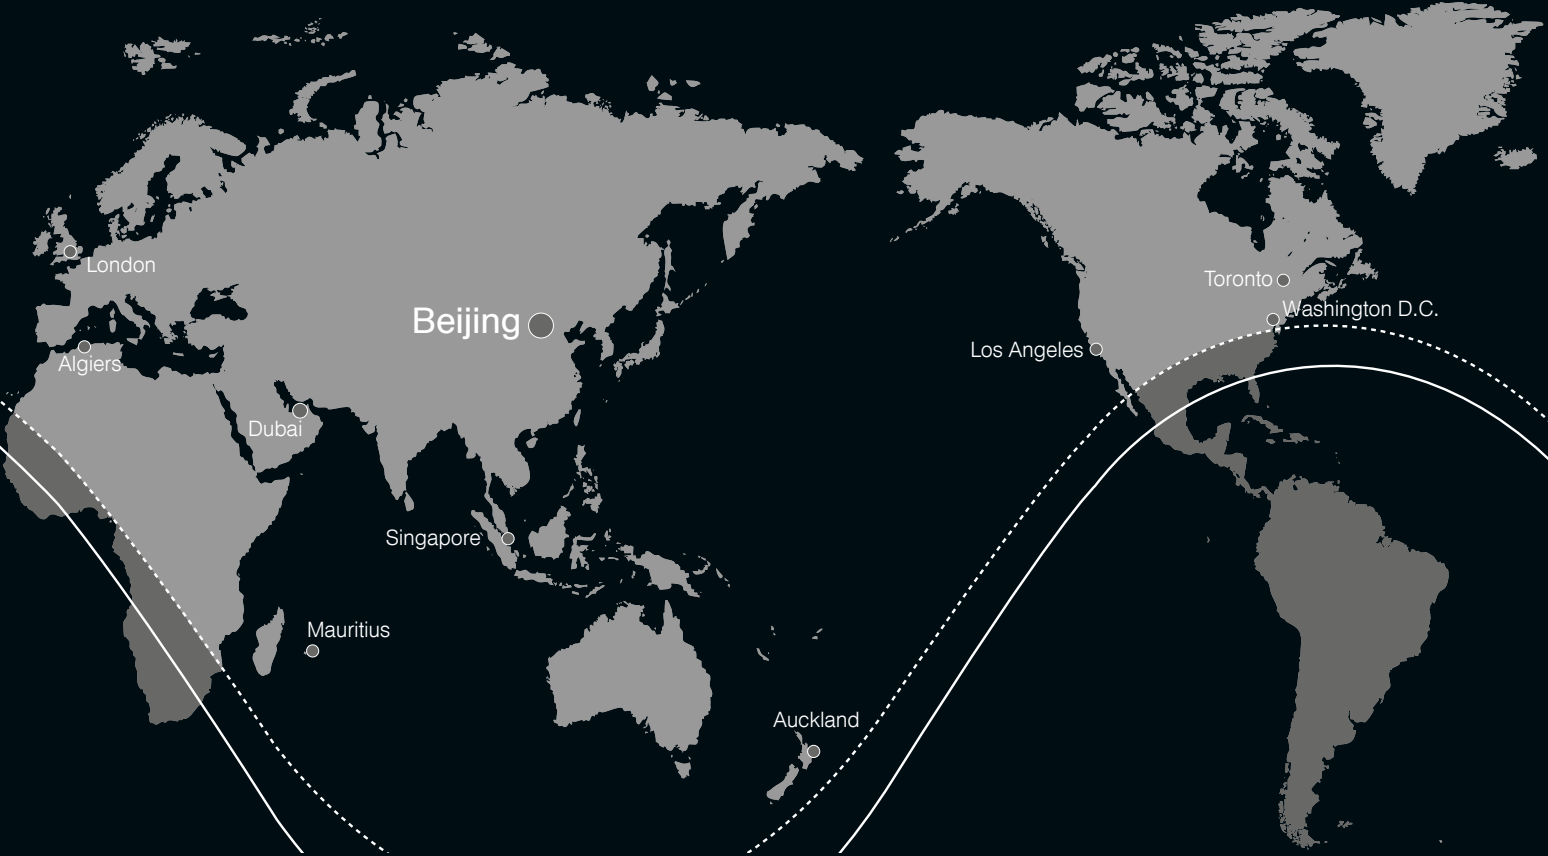 London
Toronto
Washington D.C.
Beijing
Los Angeles
Algiers
Dubai
Singapore
Mauritius
Auckland